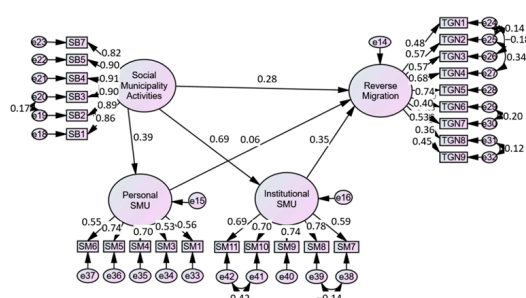 e23 SB7 0.82
e22 SB5 0.90
e21 SB4 0.91
e20 SB3 0.90
0.17 e19 SB2 0.89
e18 SB1 0.86
Social
Municipality
Activities
0.28
0.39
0.69
0.06
0.35
e14
Reverse
Migration
0.48 TGN1 e24 0.14
0.57 TGN2 e25
0.57 TGN3 e26 0.34
0.68 TGN4 e27
0.74 TGN5 e28
0.40 TGN6 e29 0.20
TGN7 e30
0.36 TGN8 e31 0.12
0.45 TGN9 e32
Personal
SMU
e15
Institutional
SMU
e16
0.55 0.74 0.70 0.53 0.56
SM6 SM5 SM4 SM3 SM1
e37 e36 e35 e34 e33
0.69 0.70 0.74 0.78 0.59
SM11 SM10 SM9 SM8 SM7
e42 e41 e40 e39 e38
0.42